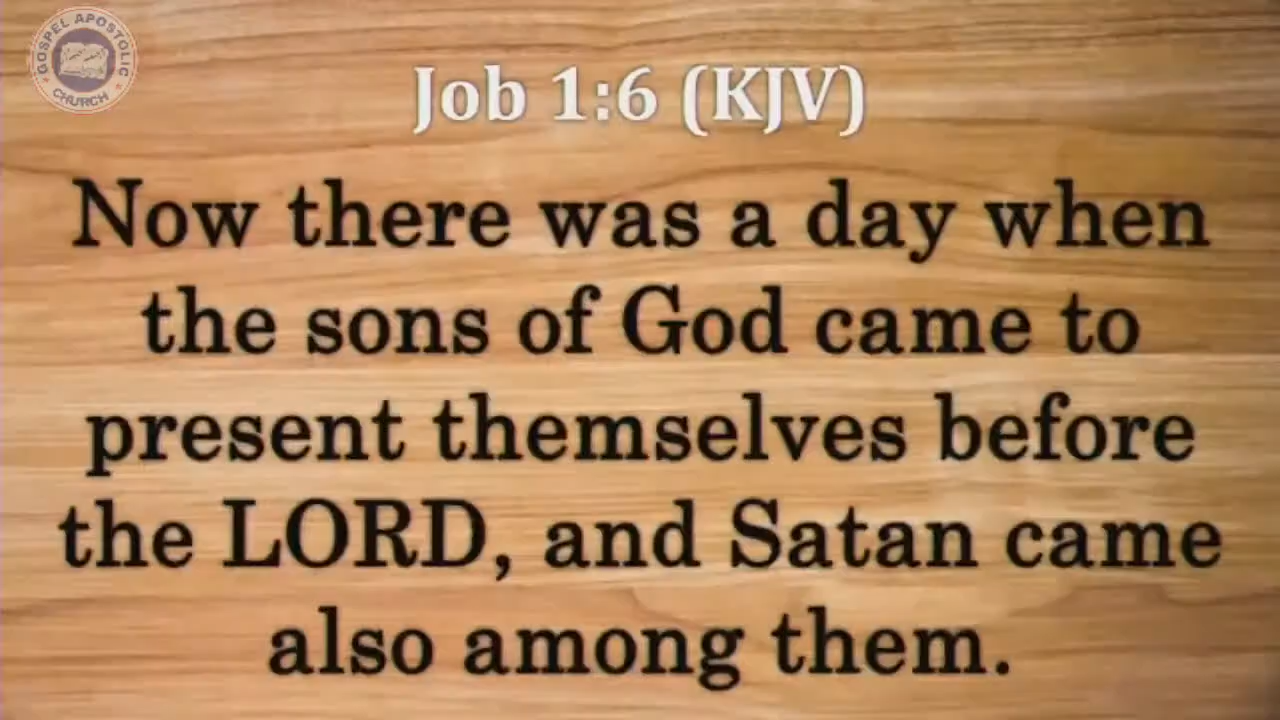 GOSPEL APOSTOLIC
CHURCH
Job 1:6 (KJV)
Now there was a day when
the sons of God came to
present themselves before
the LORD, and Satan came
also among them.